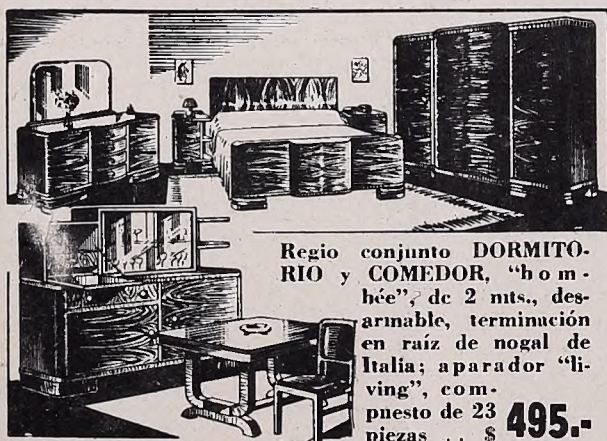 Regio conjunto DORMITO-
RIO y COMEDOR, "bom-
bée", de 2 mts., des-
armable, terminación
en raíz de nogal de
Italia; aparador "li-
ving", com-
puesto de 23
piezas . . $ 495.-